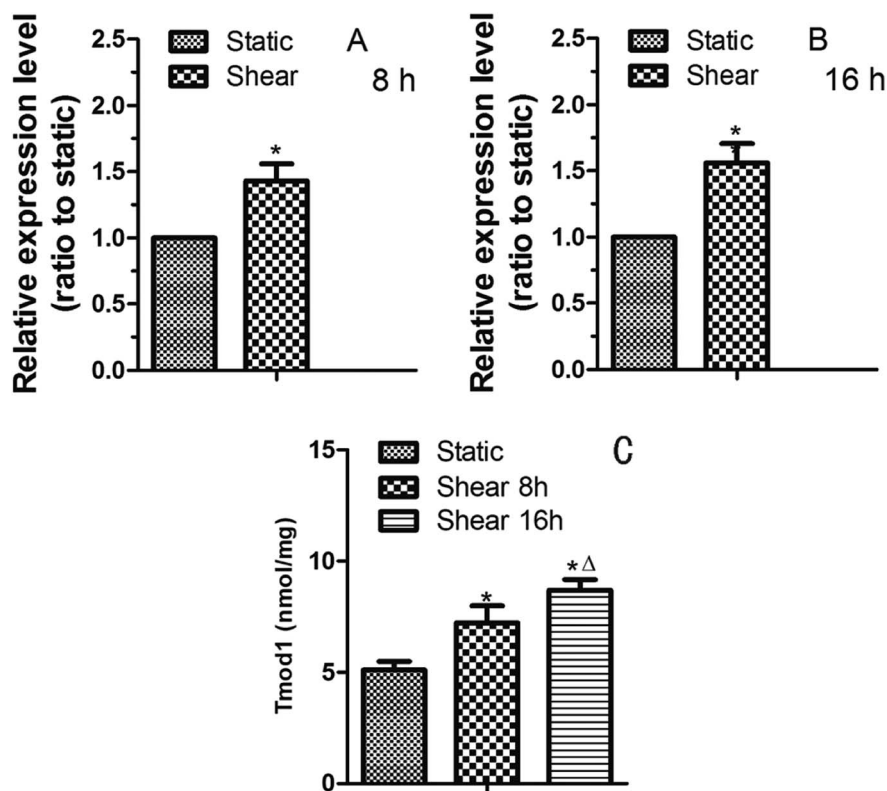 Relative expression level
(ratio to static)
2.5
2.0
1.5
1.0
0.5
0.0
Static
Shear
A
8 h
*
Relative expression level
(ratio to static)
2.5
2.0
1.5
1.0
0.5
0.0
Static
Shear
B
16 h
*
*
Tmod1 (nmol/mg)
15
10
5
0
Static
Shear 8h
Shear 16h
C
*
*Δ